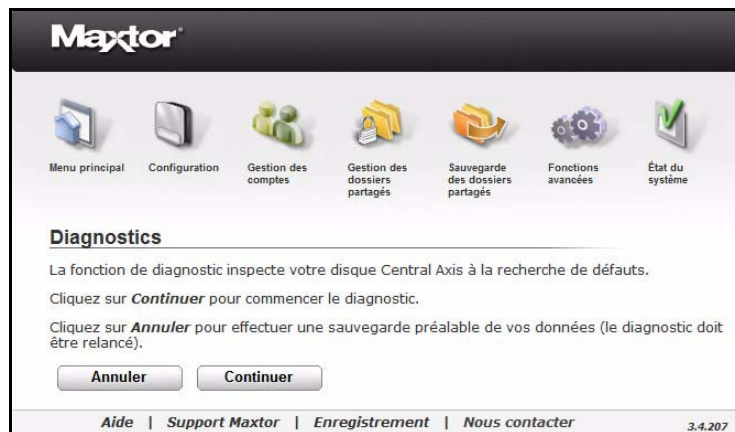 Maxtor
Menu principal
Configuration
Gestion des
comptes
Gestion des
dossiers
partagés
Sauvegarde
des dossiers
partagés
Fonctions
avancées
État du
système
Diagnostics
La fonction de diagnostic inspecte votre disque Central Axis à la recherche de défauts.
Cliquez sur Continuer pour commencer le diagnostic.
Cliquez sur Annuler pour effectuer une sauvegarde préalable de vos données (le diagnostic doit
être relancé).
Annuler Continuer
Aide | Support Maxtor | Enregistrement | Nous contacter 3.4.207